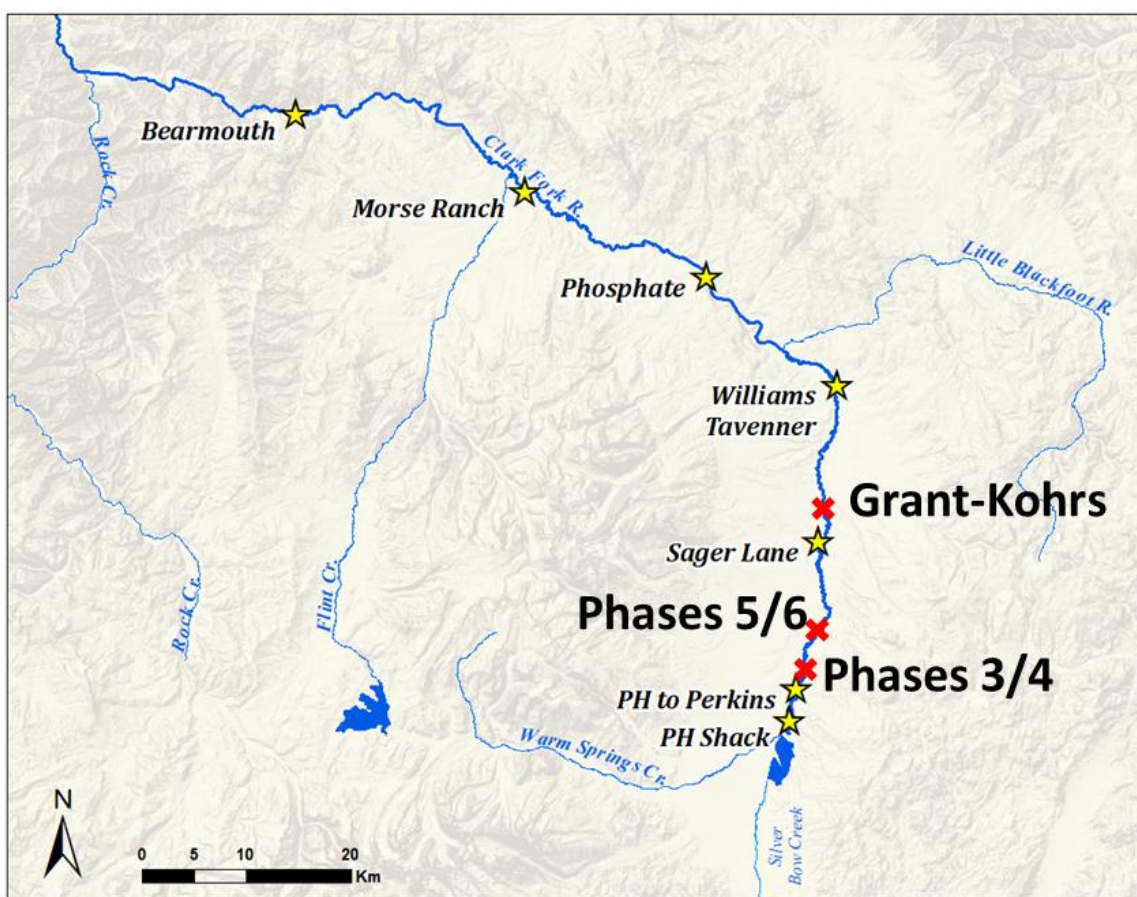 Bearmouth
Rock Cr.
Clark Fork R.
Morse Ranch
Little Blackfoot R.
Phosphate
Williams
Tavenner
Grant-Kohrs
Sager Lane
Flint Cr.
Rock Cr.
Phases 5/6
Phases 3/4
PH to Perkins
PH Shack
Warm Springs Cr.
Silver
Bow Creek
N
0 5 10 20
Km